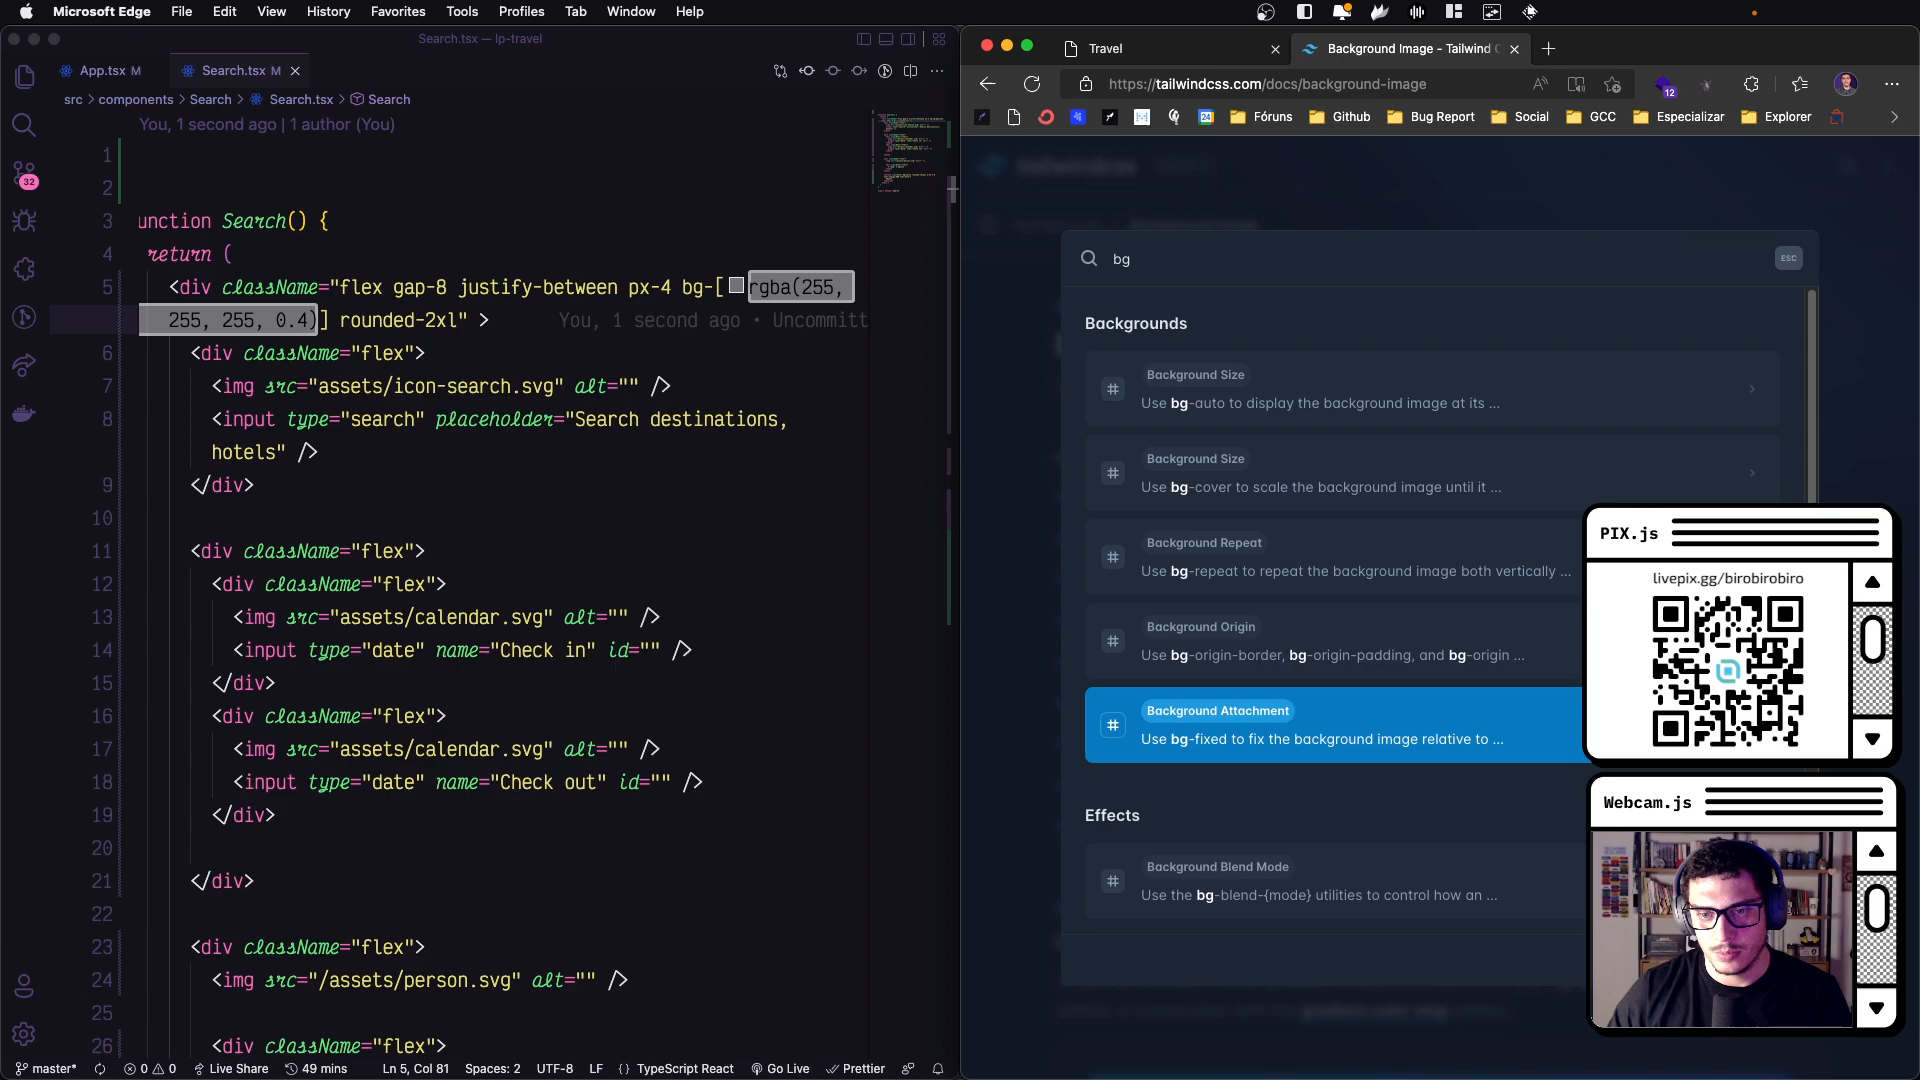 Microsoft Edge File Edit View History Favorites Tools Profiles Tab Window Help
Search.tsx — lp-travel
App.tsx M
Search.tsx M
src > components > Search > Search.tsx > Search
You, 1 second ago | 1 author (You)
1
2
3 unction Search() {
4 return (
5 <div className="flex gap-8 justify-between px-4 bg-[rgba(255,
255, 255, 0.4)] rounded-2xl" > You, 1 second ago • Uncommitt
6 <div className="flex">
7 <img src="assets/icon-search.svg" alt="" />
8 <input type="search" placeholder="Search destinations,
hotels" />
9 </div>
10
11 <div className="flex">
12 <div className="flex">
13 <img src="assets/calendar.svg" alt="" />
14 <input type="date" name="Check in" id="" />
15 </div>
16 <div className="flex">
17 <img src="assets/calendar.svg" alt="" />
18 <input type="date" name="Check out" id="" />
19 </div>
20
21 </div>
22
23 <div className="flex">
24 <img src="/assets/person.svg" alt="" />
25
26 <div className="flex">
32
master* 0 0 Live Share 49 mins Ln 5, Col 81 Spaces: 2 UTF-8 LF {} TypeScript React Go Live Prettier
Travel
Background Image - Tailwind C
https://tailwindcss.com/docs/background-image
12
24
Fóruns Github Bug Report Social GCC Especializar Explorer
tailwindcss
bg
ESC
Backgrounds
Background Size
Use bg-auto to display the background image at its ...
Background Size
Use bg-cover to scale the background image until it ...
Background Repeat
Use bg-repeat to repeat the background image both vertically ...
Background Origin
Use bg-origin-border, bg-origin-padding, and bg-origin ...
Background Attachment
Use bg-fixed to fix the background image relative to ...
Effects
Background Blend Mode
Use the bg-blend-{mode} utilities to control how an ...
PIX.js
livepix.gg/birobirobiro
Webcam.js